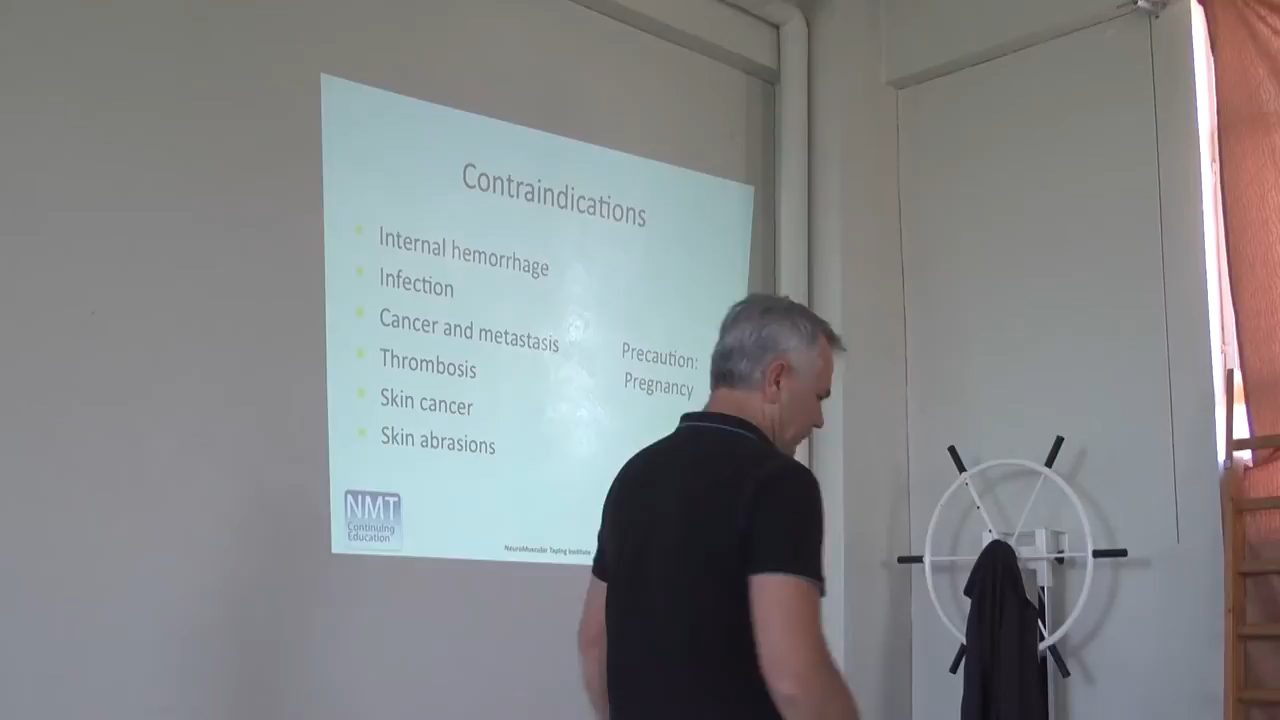 Contraindications
Internal hemorrhage
Infection
Cancer and metastasis
Thrombosis
Skin cancer
Skin abrasions
Precaution:
Pregnancy
NMT
Continuing
Education
NeuroMuscular Taping Institute